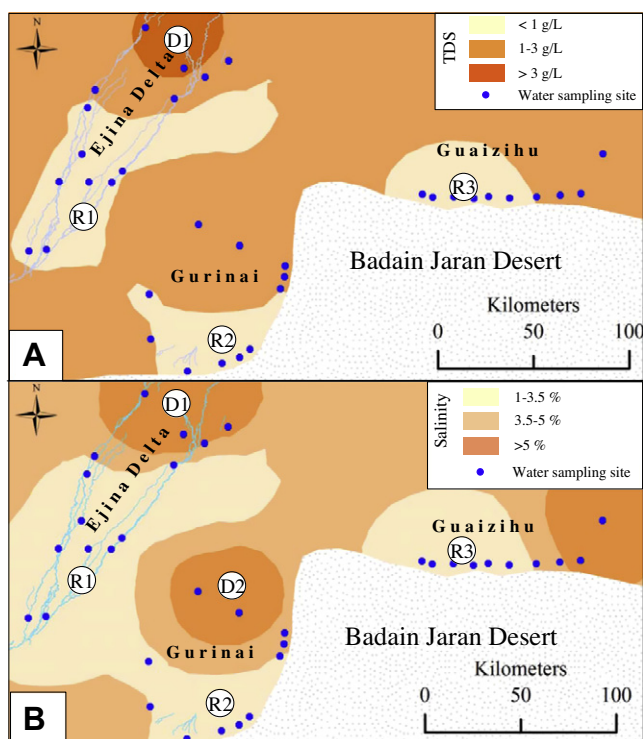 N
D1
TDS
< 1 g/L
1-3 g/L
> 3 g/L
Water sampling site
Ejina Delta
Guaizihu
R3
R1
Gurinai
Badain Jaran Desert
Kilometers
R2
0 50 100
A
N
D1
Salinity
1-3.5 %
3.5-5 %
>5 %
Water sampling site
Ejina Delta
Guaizihu
R3
R1
D2
Gurinai
Badain Jaran Desert
Kilometers
R2
0 50 100
B